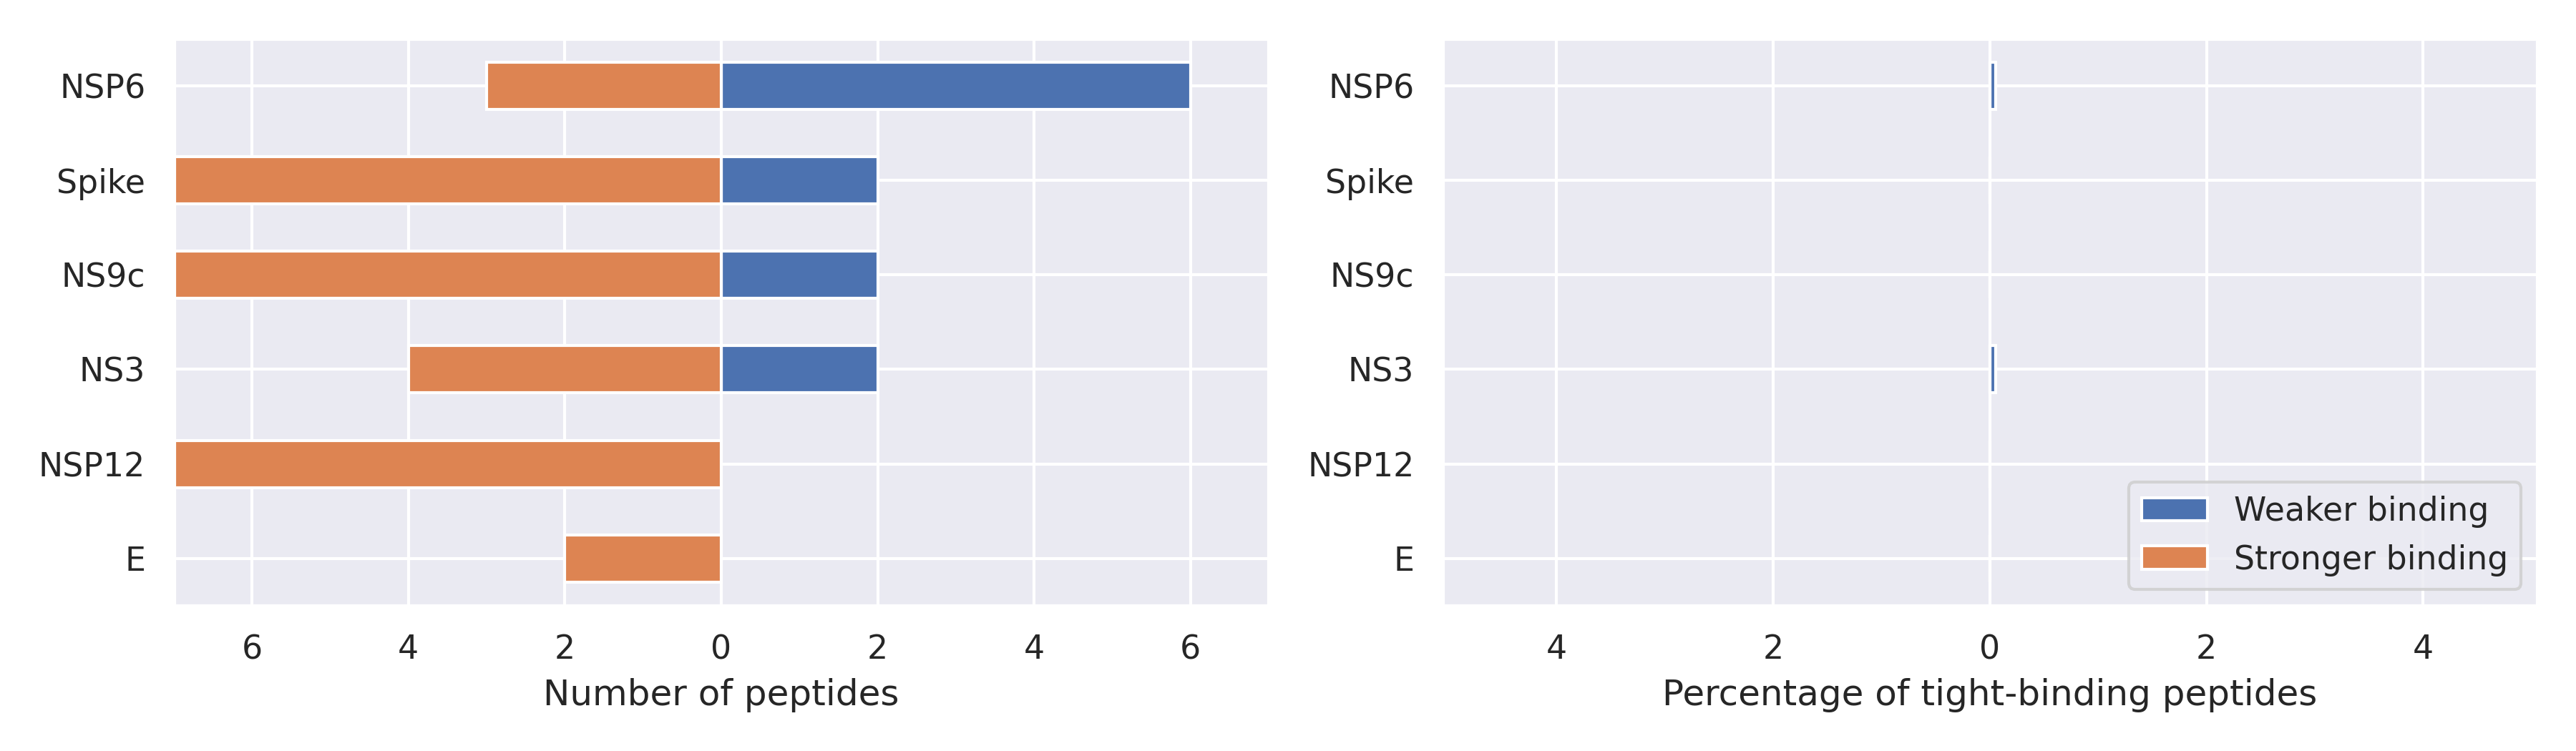 NSP6
Spike
NS9c
NS3
NSP12
E
6 4 2 0 2 4 6
Number of peptides
NSP6
Spike
NS9c
NS3
NSP12
E
4 2 0 2 4
Percentage of tight-binding peptides
Weaker binding
Stronger binding